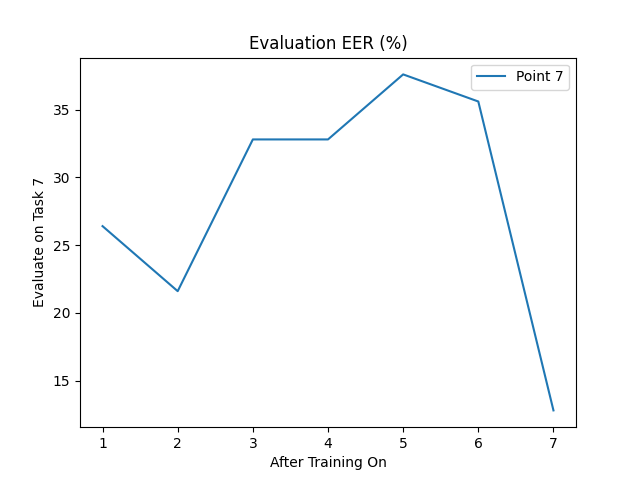 Evaluation EER (%)
Point 7
Evaluate on Task 7
35
30
25
20
15
1 2 3 4 5 6 7
After Training On